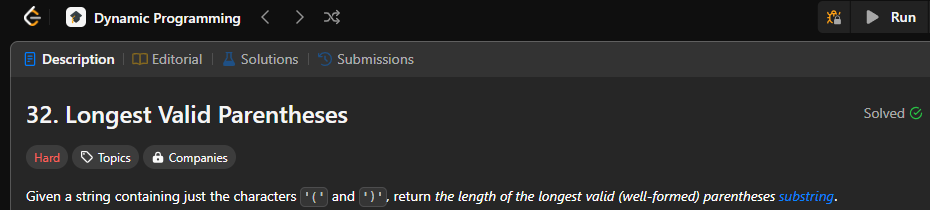 Dynamic Programming Run
Description Editorial Solutions Submissions
32. Longest Valid Parentheses Solved
Hard Topics Companies
Given a string containing just the characters '(' and ')', return the length of the longest valid (well-formed) parentheses substring.